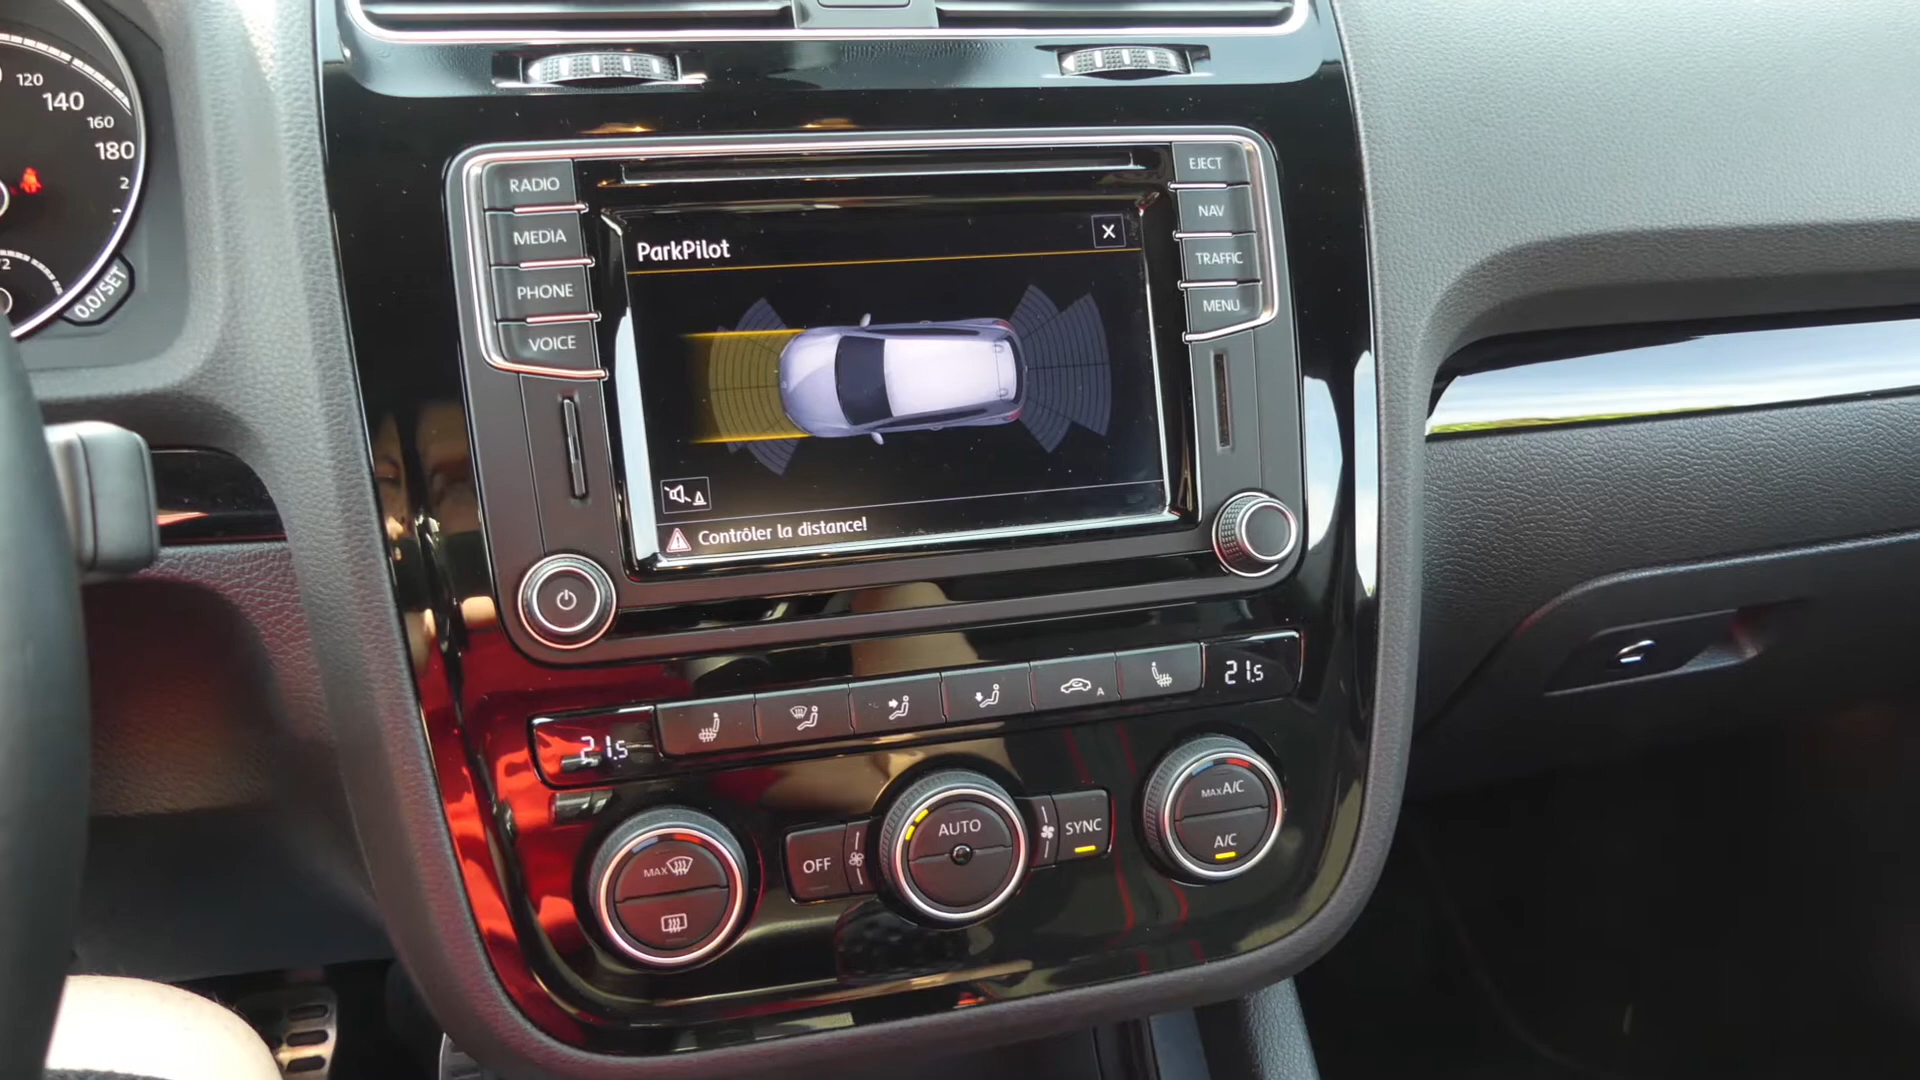 120
140
160
180
2
0.0/SET
RADIO
MEDIA
PHONE
VOICE
EJECT
NAV
TRAFFIC
MENU
ParkPilot
X
Contrôler la distance!
21.5
A
21.5
MAX
OFF
AUTO
SYNC
MAX A/C
A/C